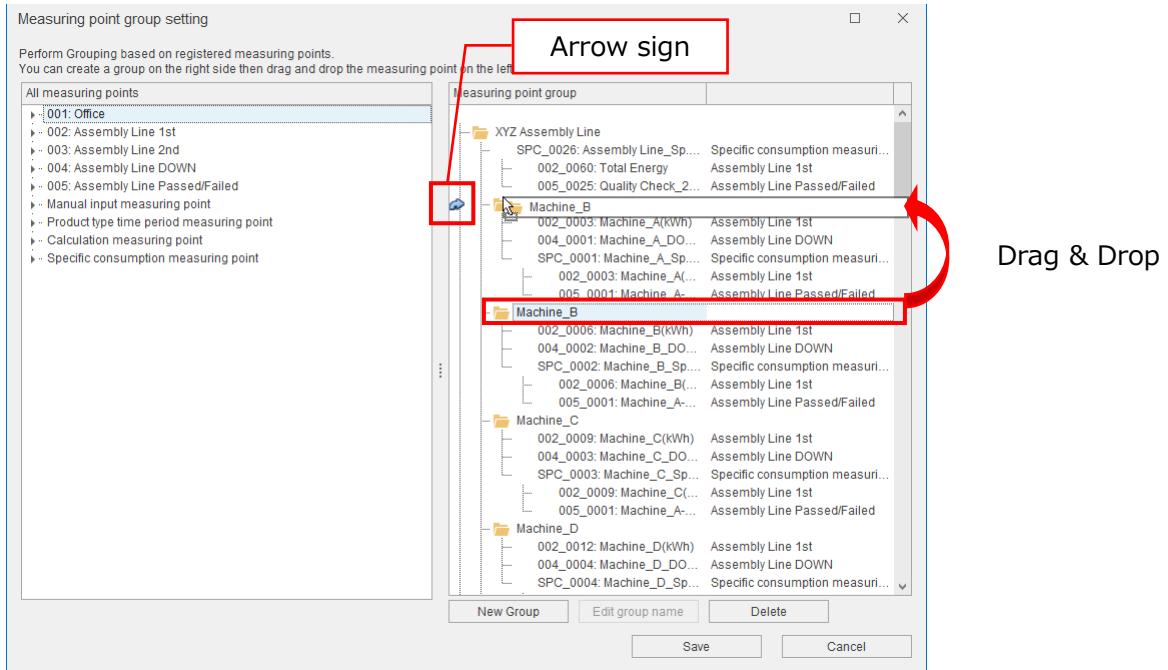 Measuring point group setting
Arrow sign
Perform Grouping based on registered measuring points.
You can create a group on the right side then drag and drop the measuring point on the left
All measuring points
001: Office
002: Assembly Line 1st
003: Assembly Line 2nd
004: Assembly Line DOWN
005: Assembly Line Passed/Failed
Manual input measuring point
Product type time period measuring point
Calculation measuring point
Specific consumption measuring point
Measuring point group
XYZ Assembly Line
SPC_0026: Assembly Line_Sp.... Specific consumption measuri...
002_0060: Total Energy Assembly Line 1st
005_0025: Quality Check_2... Assembly Line Passed/Failed
Machine_B
002_0003: Machine_A(kWh) Assembly Line 1st
004_0001: Machine_A_DO... Assembly Line DOWN
SPC_0001: Machine_A_Sp... Specific consumption measuri...
002_0003: Machine_A(... Assembly Line 1st
005_0001: Machine_A-... Assembly Line Passed/Failed
Machine_B
002_0006: Machine_B(kWh) Assembly Line 1st
004_0002: Machine_B_DO... Assembly Line DOWN
SPC_0002: Machine_B_Sp... Specific consumption measuri...
002_0006: Machine_B(... Assembly Line 1st
005_0001: Machine_A-... Assembly Line Passed/Failed
Machine_C
002_0009: Machine_C(kWh) Assembly Line 1st
004_0003: Machine_C_DO... Assembly Line DOWN
SPC_0003: Machine_C_Sp... Specific consumption measuri...
002_0009: Machine_C(... Assembly Line 1st
005_0001: Machine_A-... Assembly Line Passed/Failed
Machine_D
002_0012: Machine_D(kWh) Assembly Line 1st
004_0004: Machine_D_DO... Assembly Line DOWN
SPC_0004: Machine_D_Sp... Specific consumption measuri...
Drag & Drop
New Group Edit group name Delete
Save Cancel